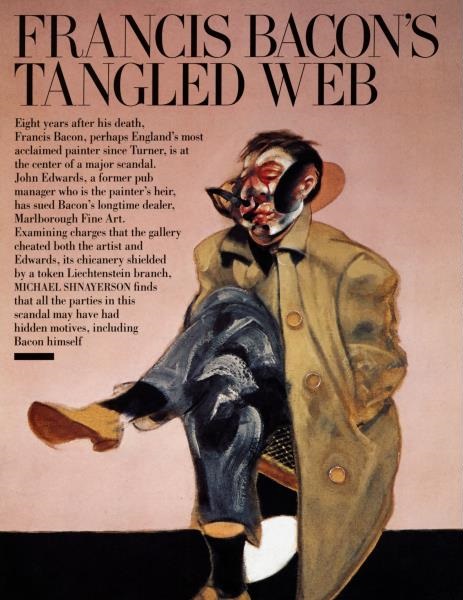 FRANCIS BACON'S
TANGLED WEB
Eight years after his death,
Francis Bacon, perhaps England's most
acclaimed painter since Turner, is at
the center of a major scandal.
John Edwards, a former pub
manager who is the painter's heir,
has sued Bacon's longtime dealer,
Marlborough Fine Art.
Examining charges that the gallery
cheated both the artist and
Edwards, its chicanery shielded
by a token Liechtenstein branch,
MICHAEL SHNAYERSON finds
that all the parties in this
scandal may have had
hidden motives, including
Bacon himself